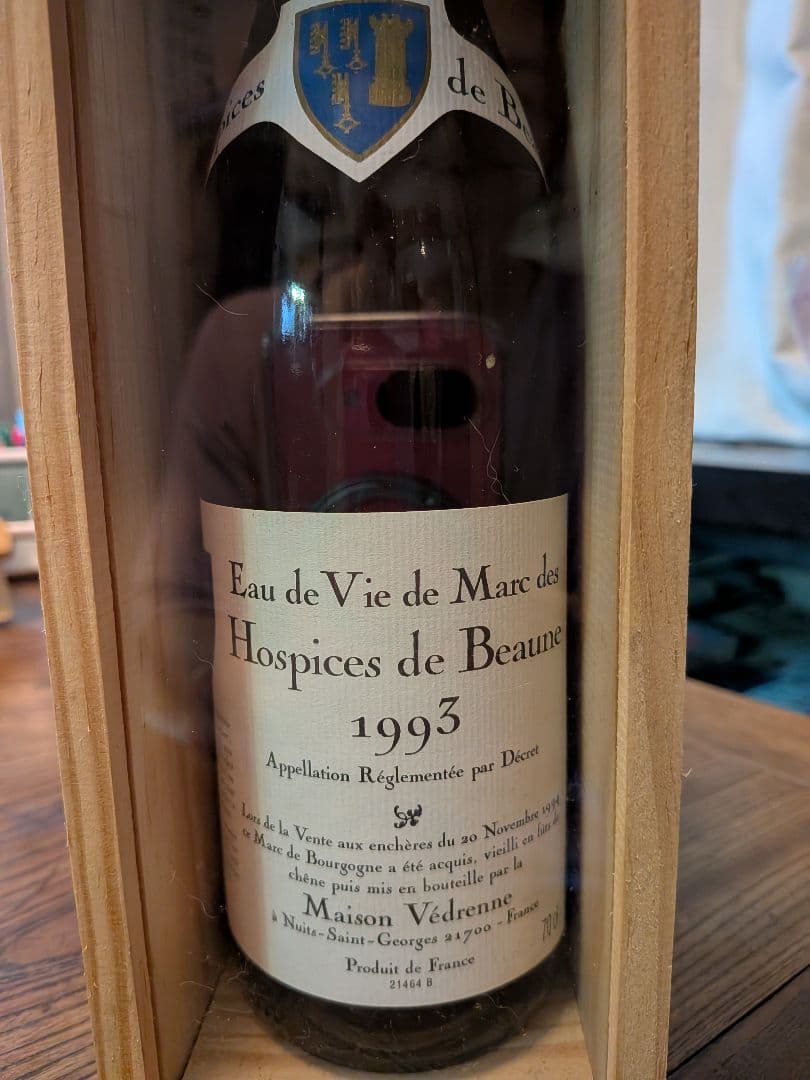 de
Eau de Vie de Marc des
Hospices de Beaune
1993
Appellation Réglementée par Décret
Lors de la Vente aux enchères du 20 Novembre
ce Marc de Bourgogne a été acquis, vieilli en fûts de
chêne puis mis en bouteille par la
Maison Védrenne
à Nuits-Saint-Georges 21700 - France
70 cl
Produit de France
21464 B